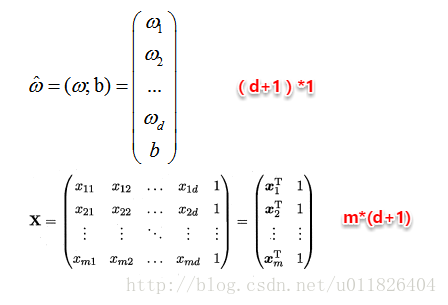 ω̂ = (ω; b) = (ω₁ ω₂ ... ω_d b) (d+1)*1
X = (x₁₁ x₁₂ … x₁d 1 x₂₁ x₂₂ … x₂d 1 ⋮ ⋮ ⋱ ⋮ ⋮ xₘ₁ xₘ₂ … xₘd 1) = (x₁ᵀ 1 x₂ᵀ 1 ⋮ ⋮ xₘᵀ 1) m*(d+1)
http://blog.csdn.net/u011826404